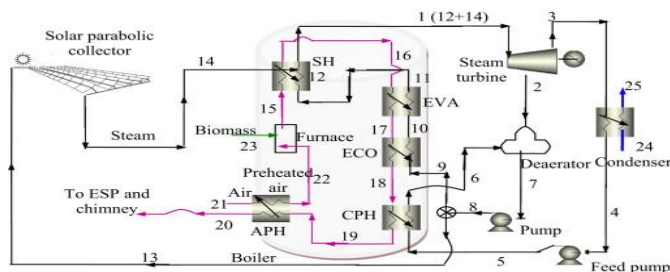 1 (12+14)
3
Solar parabolic
collector
14
SH
12
16
Steam
turbine
11
2
25
15
EVA
Biomass
23
Furnace
17
10
Steam
ECO
9
Deaerator
24
Condenser
Preheated
air
22
18
6
7
To ESP and
chimney
Air
21
20
APH
CPH
8
Pump
4
19
13
Boiler
5
Feed pump